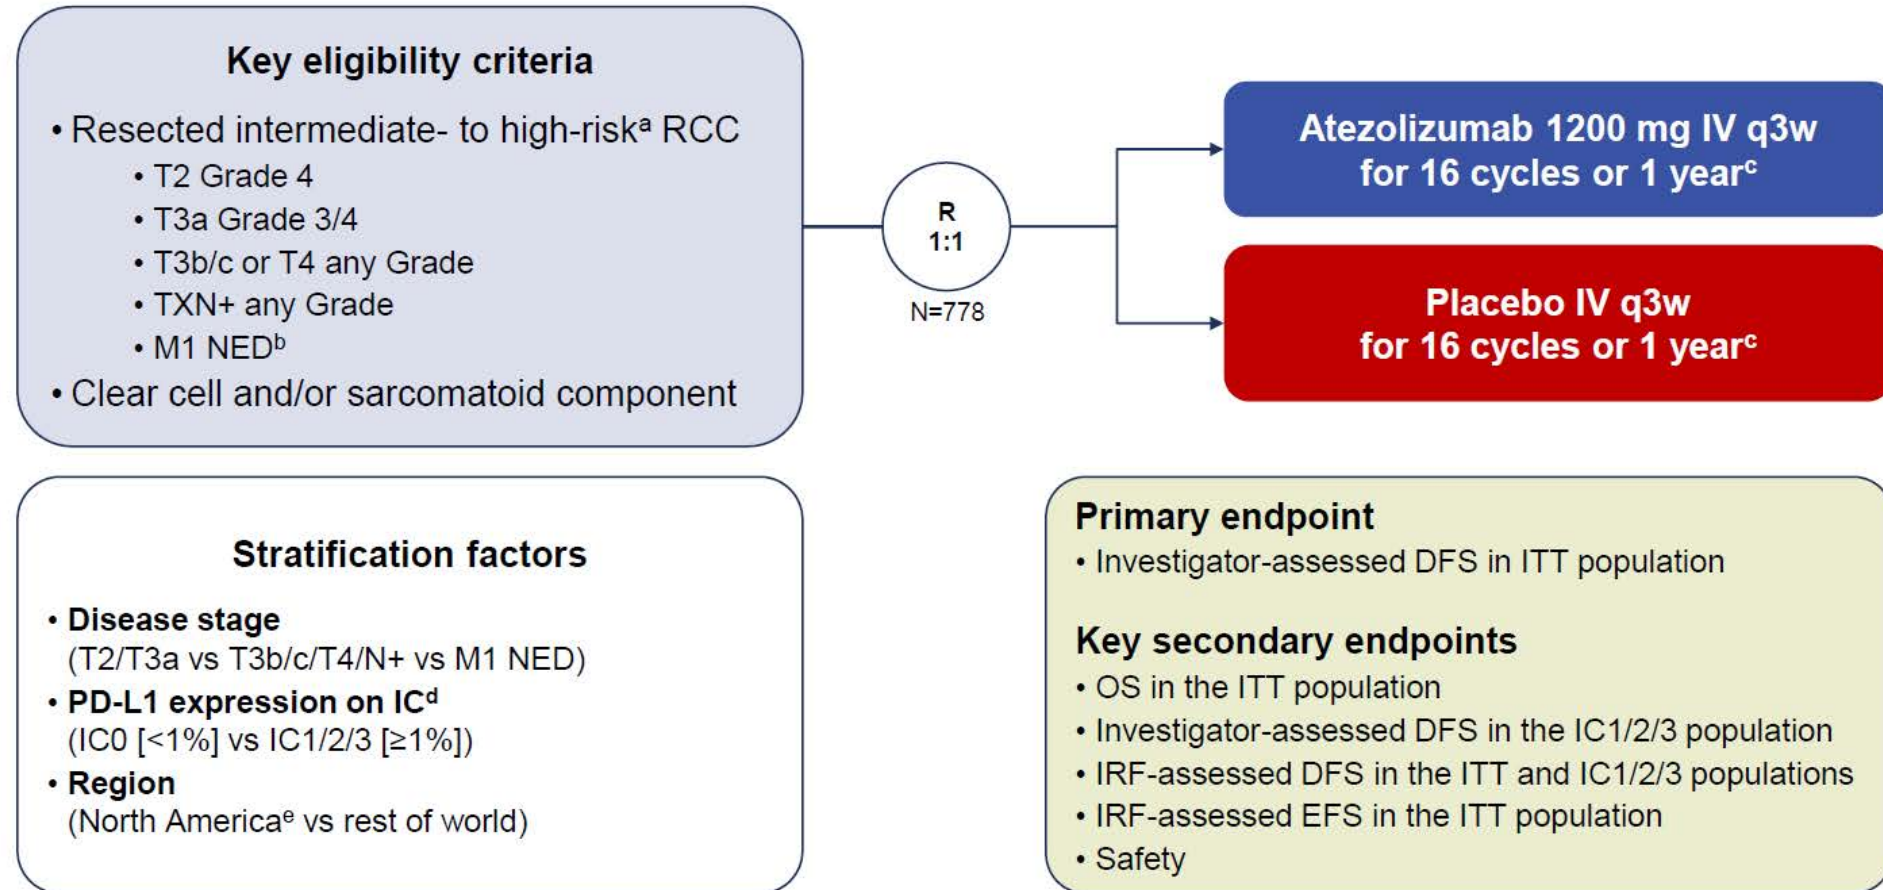 Key eligibility criteria
• Resected intermediate- to high-riskᵃ RCC
• T2 Grade 4
• T3a Grade 3/4
• T3b/c or T4 any Grade
• TXN+ any Grade
• M1 NEDᵇ
• Clear cell and/or sarcomatoid component
R
1:1
N=778
Atezolizumab 1200 mg IV q3w
for 16 cycles or 1 yearᶜ
Placebo IV q3w
for 16 cycles or 1 yearᶜ
Stratification factors
• Disease stage
(T2/T3a vs T3b/c/T4/N+ vs M1 NED)
• PD-L1 expression on ICᵈ
(IC0 [<1%] vs IC1/2/3 [≥1%])
• Region
(North Americaᵉ vs rest of world)
Primary endpoint
• Investigator-assessed DFS in ITT population
Key secondary endpoints
• OS in the ITT population
• Investigator-assessed DFS in the IC1/2/3 population
• IRF-assessed DFS in the ITT and IC1/2/3 populations
• IRF-assessed EFS in the ITT population
• Safety